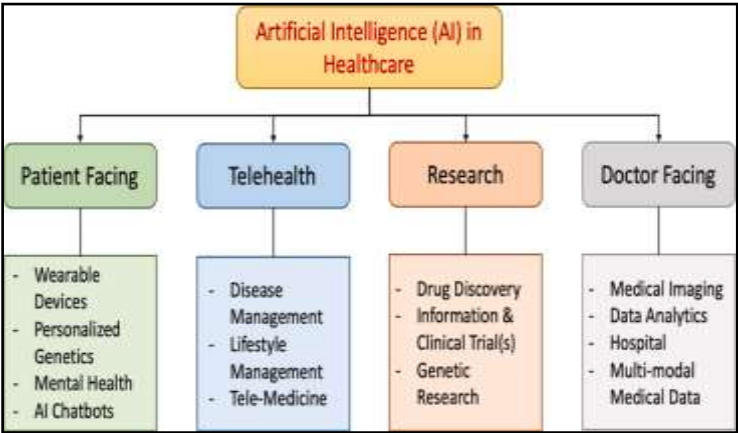 Artificial Intelligence (AI) in
Healthcare
Patient Facing
Telehealth
Research
Doctor Facing
- Wearable
Devices
- Personalized
Genetics
- Mental Health
- AI Chatbots
- Disease
Management
- Lifestyle
Management
- Tele-Medicine
- Drug Discovery
- Information &
Clinical Trial(s)
- Genetic
Research
- Medical Imaging
- Data Analytics
- Hospital
- Multi-modal
Medical Data